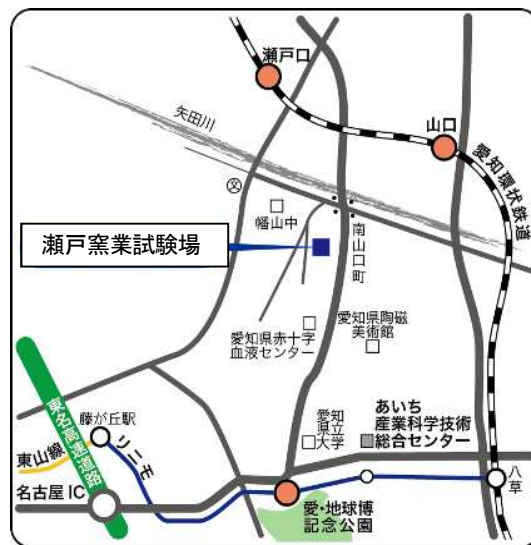 瀬戸口
山口
愛知環状鉄道
矢田川
文
幡山中
瀬戸窯業試験場
南山口町
愛知県赤十字
血液センター
愛知県陶磁
美術館
東名高速道路
藤が丘駅
リニモ
東山線
名古屋IC
愛知
県立
大学
あいち
産業科学技術
総合センター
八草
愛・地球博
記念公園